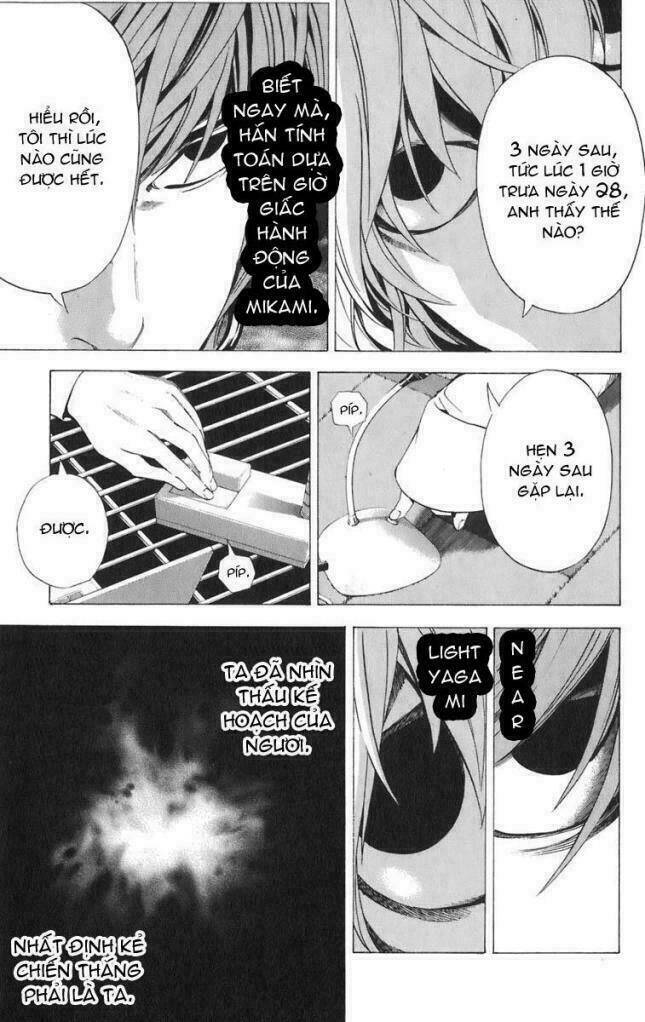 3 NGÀY SAU,
TỨC LÚC 1 GIỜ
TRƯA NGÀY 28,
ANH THẤY THẾ
NÀO?
BIẾT
NGAY MÀ,
HẮN TÍNH
TOÁN DỰA
TRÊN GIỜ
GIẤC
HÀNH
ĐỘNG
CỦA
MIKAMI.
HIỂU RỒI,
TÔI THÌ LÚC
NÀO CŨNG
ĐƯỢC HẾT.
HẸN 3
NGÀY SAU
GẶP LẠI.
PÍP.
PÍP.
ĐƯỢC.
NEAR
LIGHT
YAGA
MI
TA ĐÃ NHÌN
THẤU KẾ
HOẠCH CỦA
NGƯƠI.
NHẤT ĐỊNH KẺ
CHIẾN THẮNG
PHẢI LÀ TA.